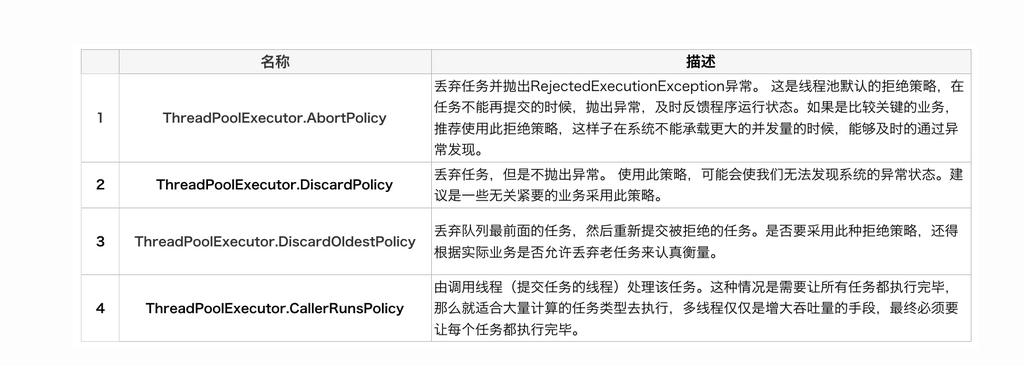 名称 描述
1 ThreadPoolExecutor.AbortPolicy
丢弃任务并抛出RejectedExecutionException异常。 这是线程池默认的拒绝策略，在
任务不能再提交的时候，抛出异常，及时反馈程序运行状态。如果是比较关键的业务，
推荐使用此拒绝策略，这样子在系统不能承载更大的并发量的时候，能够及时的通过异
常发现。
2 ThreadPoolExecutor.DiscardPolicy
丢弃任务，但是不抛出异常。 使用此策略，可能会使我们无法发现系统的异常状态。建
议是一些无关紧要的业务采用此策略。
3 ThreadPoolExecutor.DiscardOldestPolicy
丢弃队列最前面的任务，然后重新提交被拒绝的任务。是否要采用此种拒绝策略，还得
根据实际业务是否允许丢弃老任务来认真衡量。
4 ThreadPoolExecutor.CallerRunsPolicy
由调用线程（提交任务的线程）处理该任务。这种情况是需要让所有任务都执行完毕，
那么就适合大量计算的任务类型去执行，多线程仅仅是增大吞吐量的手段，最终必须要
让每个任务都执行完毕。